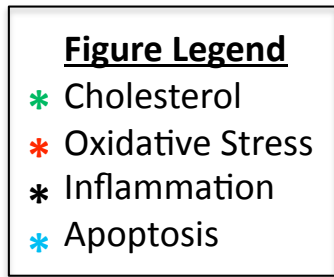 Figure Legend
* Cholesterol
* Oxidative Stress
* Inflammation
* Apoptosis